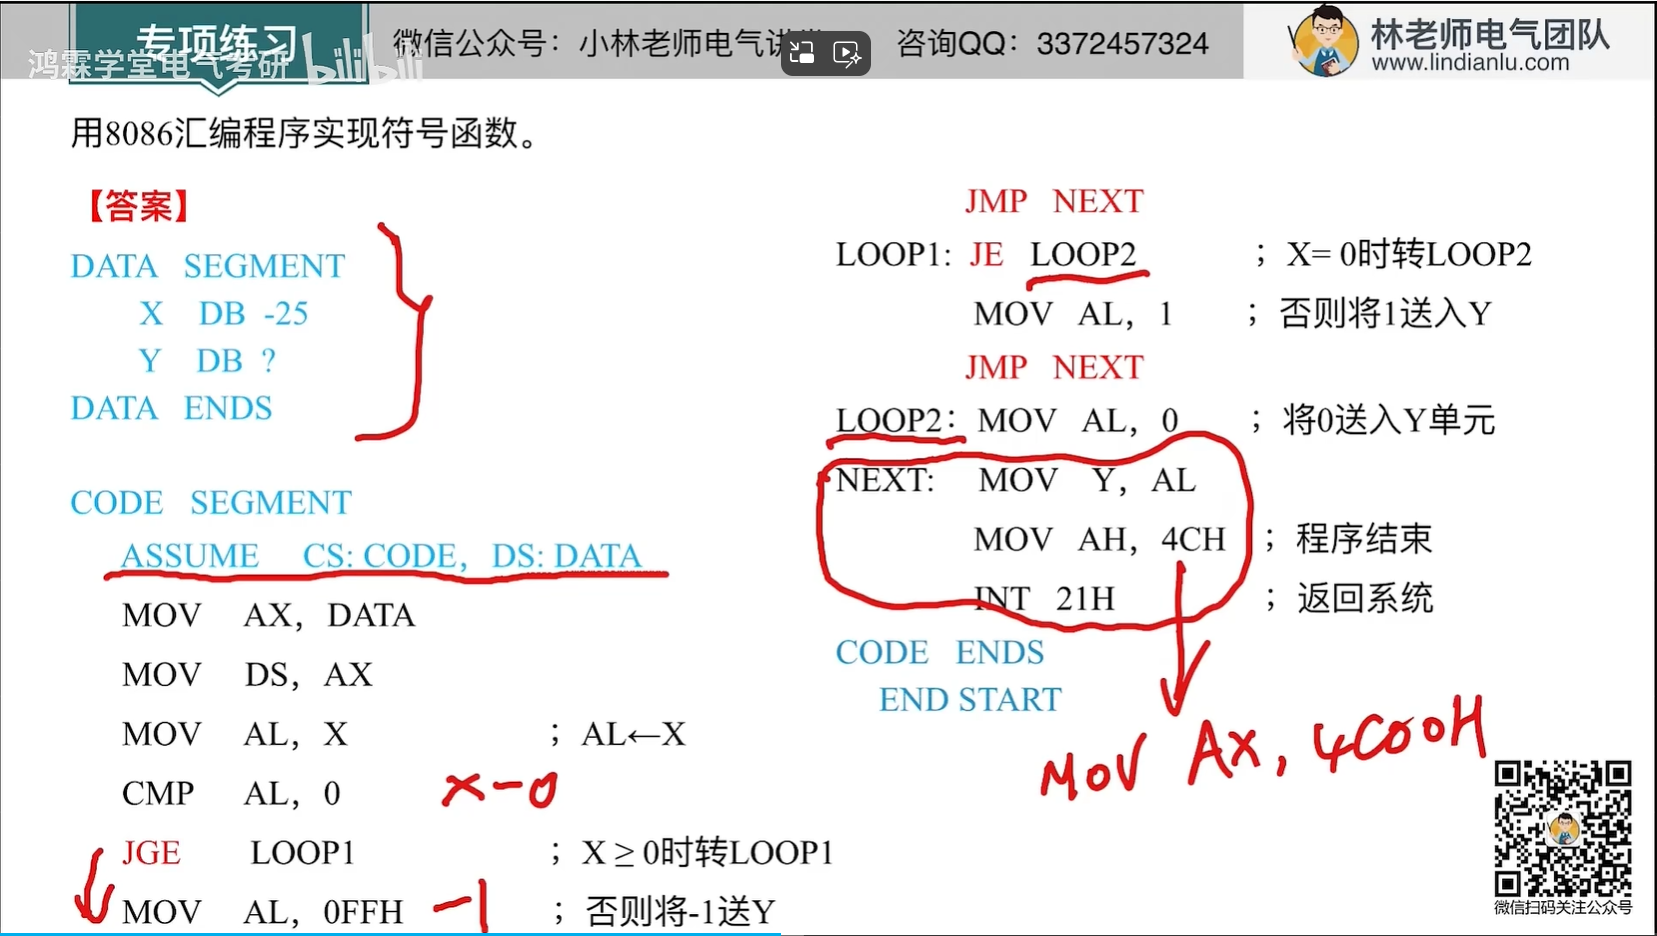 专项练习
鸿霖学堂电气考研 bilibili
微信公众号：小林老师电气讲 咨询QQ：3372457324
林老师电气团队
www.lindianlu.com
用8086汇编程序实现符号函数。
【答案】
DATA SEGMENT
X DB -25
Y DB ?
DATA ENDS
CODE SEGMENT
ASSUME CS: CODE，DS: DATA
MOV AX，DATA
MOV DS，AX
MOV AL，X ；AL←X
CMP AL，0 X-0
JGE LOOP1 ；X ≥ 0时转LOOP1
MOV AL，0FFH -1 ；否则将-1送Y
JMP NEXT
LOOP1: JE LOOP2 ；X= 0时转LOOP2
MOV AL，1 ；否则将1送入Y
JMP NEXT
LOOP2：MOV AL，0 ；将0送入Y单元
NEXT: MOV Y，AL
MOV AH，4CH ；程序结束
INT 21H ；返回系统
CODE ENDS
END START
MOV AX, 4C00H
微信扫码关注公众号